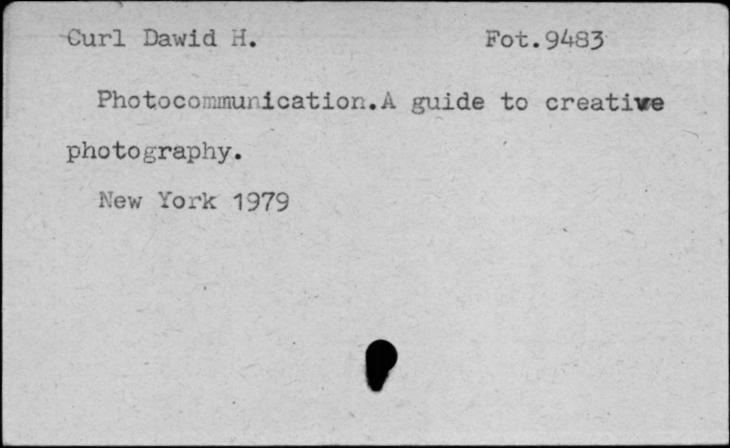 Curl Dawid H. Fot.9483
Photocommunication.A guide to creative
photography.
New York 1979